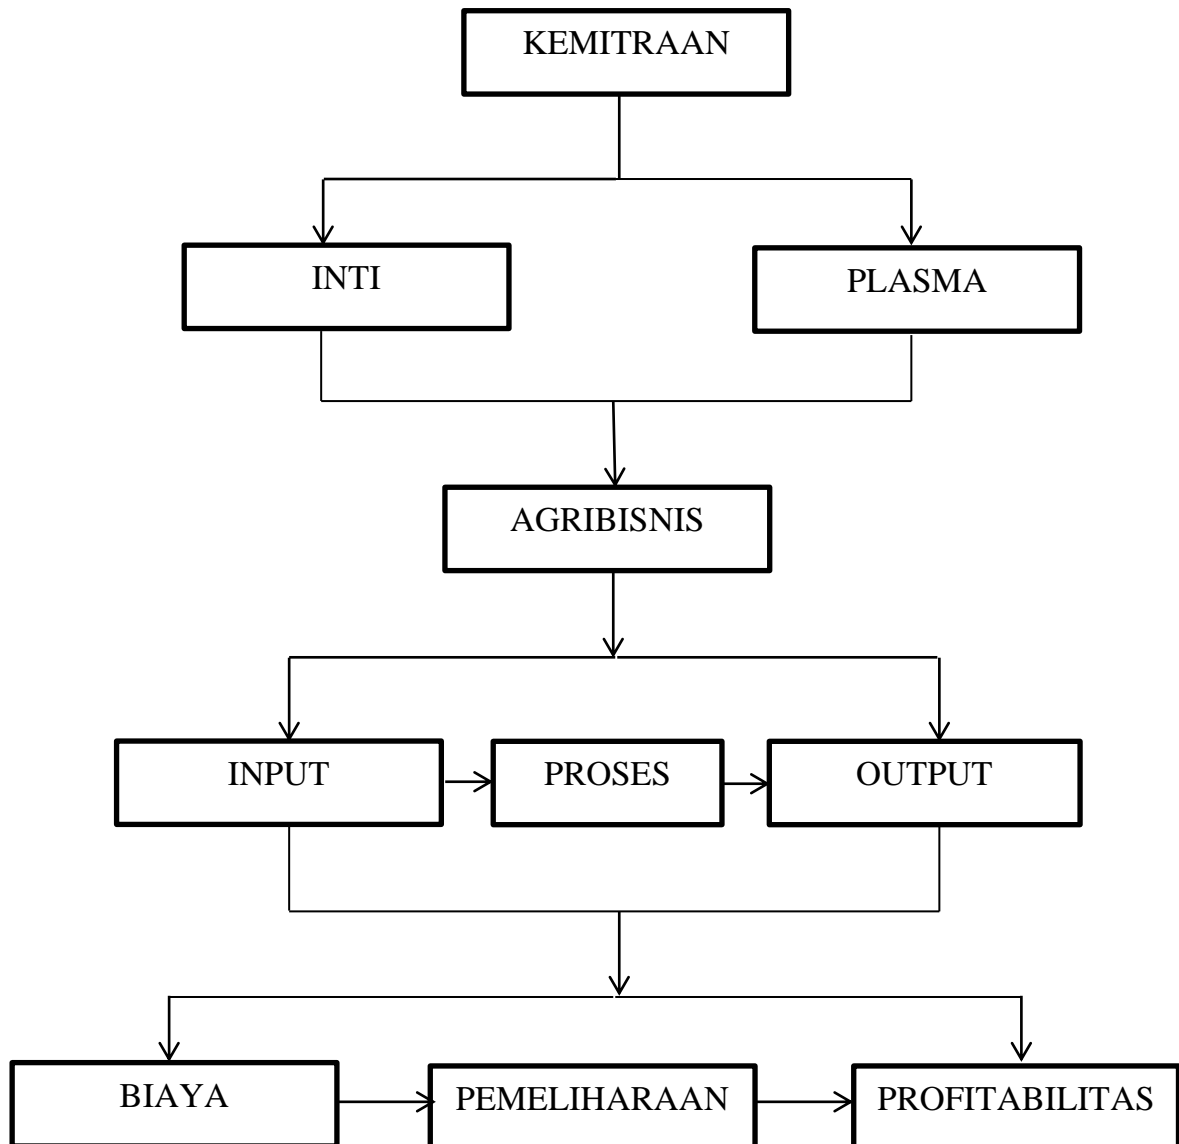 KEMITRAAN
INTI
PLASMA
AGRIBISNIS
INPUT
PROSES
OUTPUT
BIAYA
PEMELIHARAAN
PROFITABILITAS